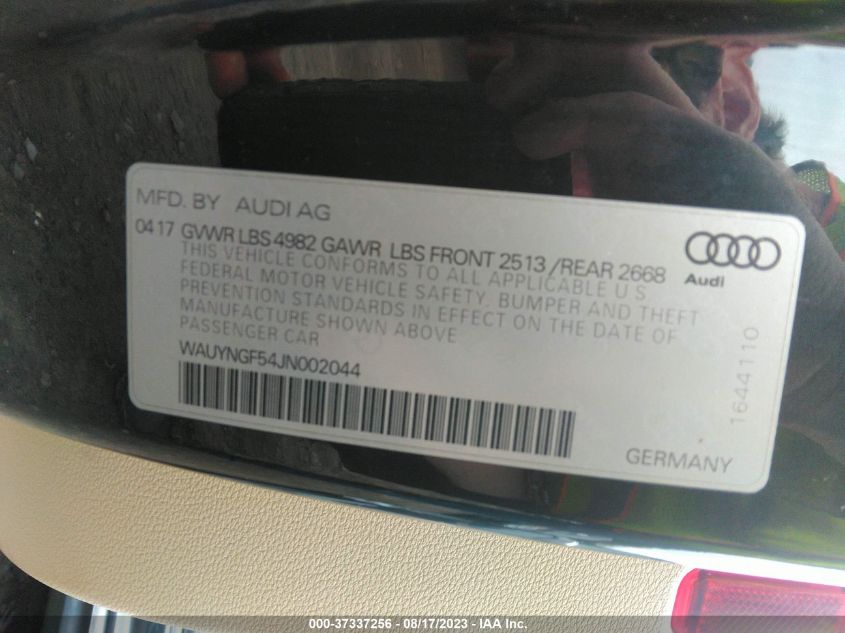 MFD. BY AUDI AG
04 17 GVWR LBS 4982 GAWR LBS FRONT 2513 /REAR 2668
THIS VEHICLE CONFORMS TO ALL APPLICABLE U S
FEDERAL MOTOR VEHICLE SAFETY, BUMPER AND THEFT
PREVENTION STANDARDS IN EFFECT ON THE DATE OF
MANUFACTURE SHOWN ABOVE
PASSENGER CAR
WAUYNGF54JN002044
Audi
1644110
GERMANY
000-37337256 - 08/17/2023 - IAA Inc.